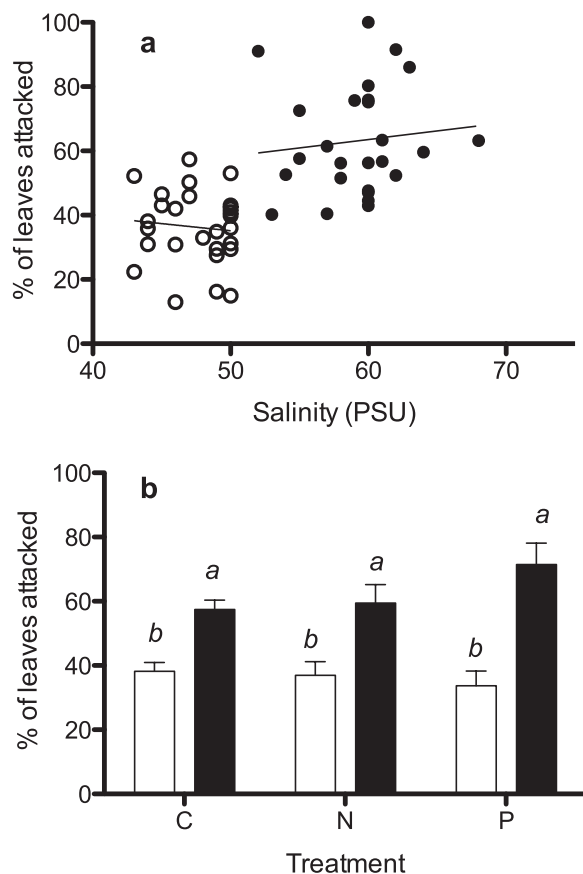 a
100
80
60
40
20
0
% of leaves attacked
40 50 60 70
Salinity (PSU)
b
100
80
60
40
20
0
% of leaves attacked
b a b a b a
C N P
Treatment